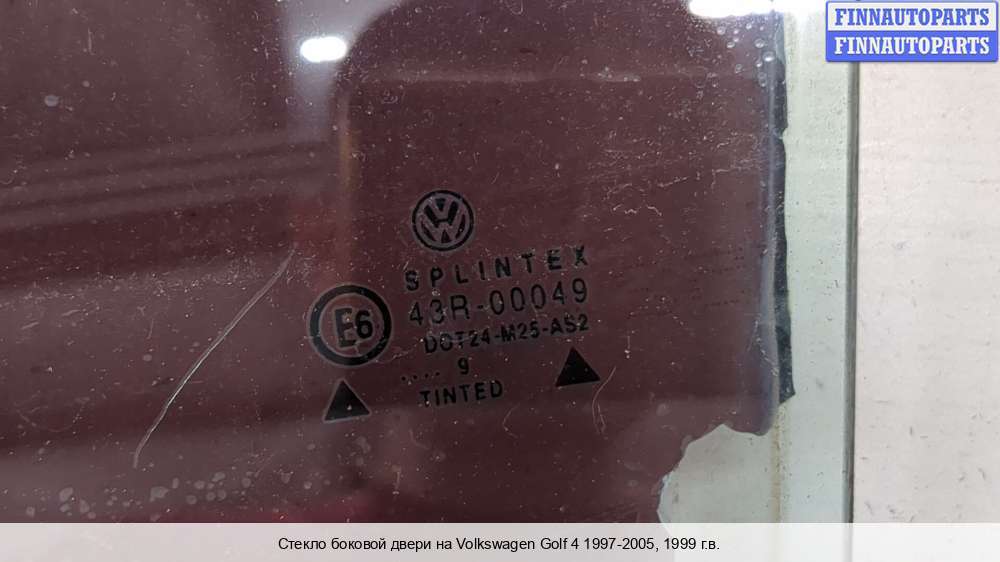 FINNAUTOPARTS
FINNAUTOPARTS
SPLINTEX
E6
43R-00049
DOT24-M25-AS2
.... 9
TINTED
Стекло боковой двери на Volkswagen Golf 4 1997-2005, 1999 г.в.